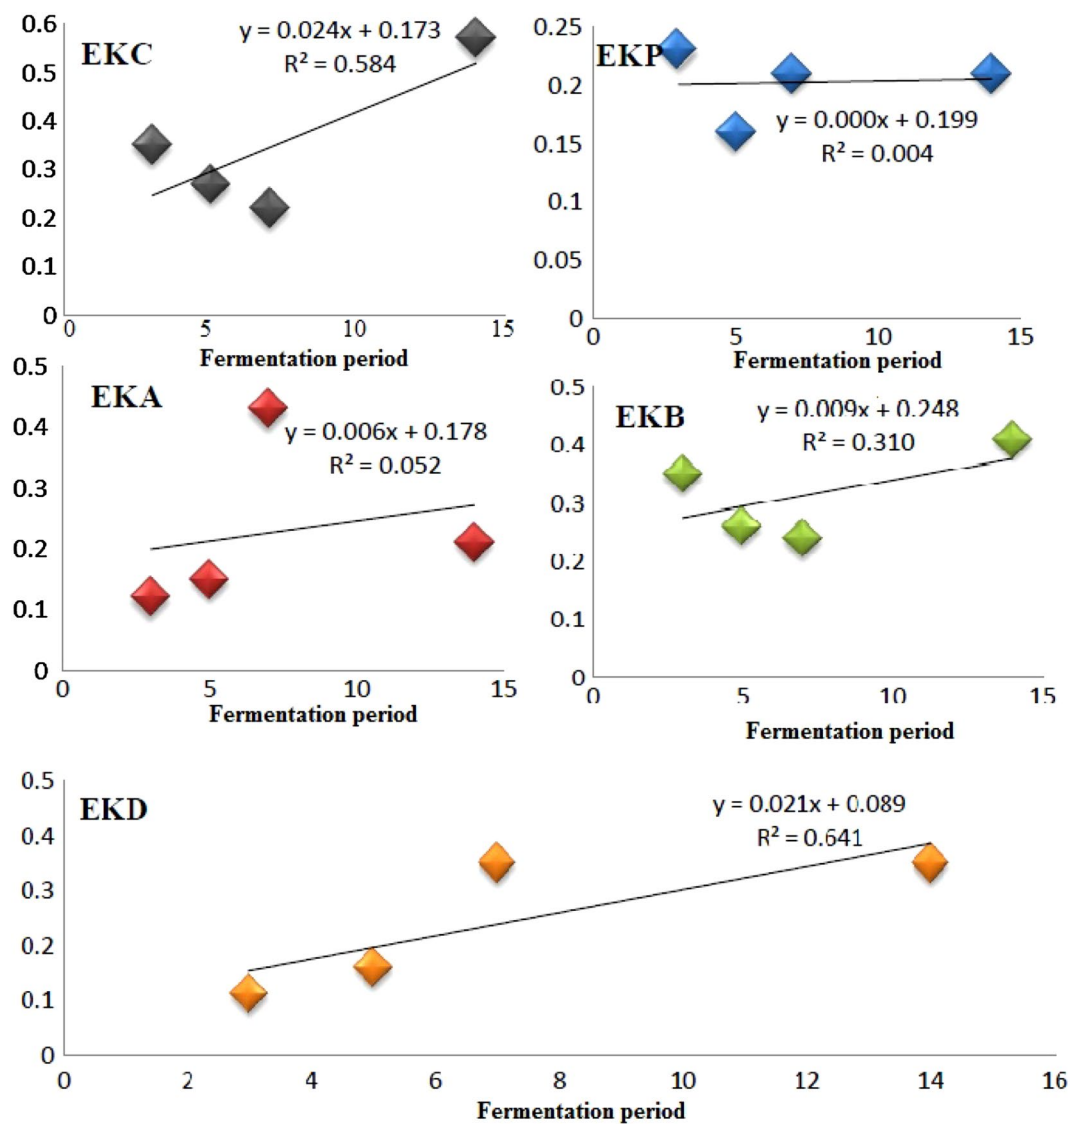 EKC
y = 0.024x + 0.173
R² = 0.584
0.6
0.5
0.4
0.3
0.2
0.1
0
0 5 10 15
Fermentation period
EKP
y = 0.000x + 0.199
R² = 0.004
0.25
0.2
0.15
0.1
0.05
0
0 5 10 15
Fermentation period
EKA
y = 0.006x + 0.178
R² = 0.052
0.5
0.4
0.3
0.2
0.1
0
0 5 10 15
Fermentation period
EKB
y = 0.009x + 0.248
R² = 0.310
0.5
0.4
0.3
0.2
0.1
0
0 5 10 15
Fermentation period
EKD
y = 0.021x + 0.089
R² = 0.641
0.5
0.4
0.3
0.2
0.1
0
0 2 4 6 8 10 12 14 16
Fermentation period